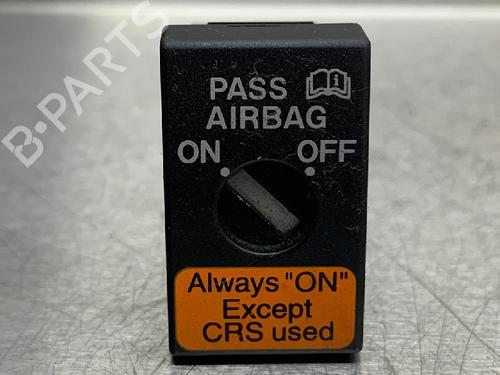 B-PARTS
PASS
AIRBAG
ON OFF
Always "ON"
Except
CRS used